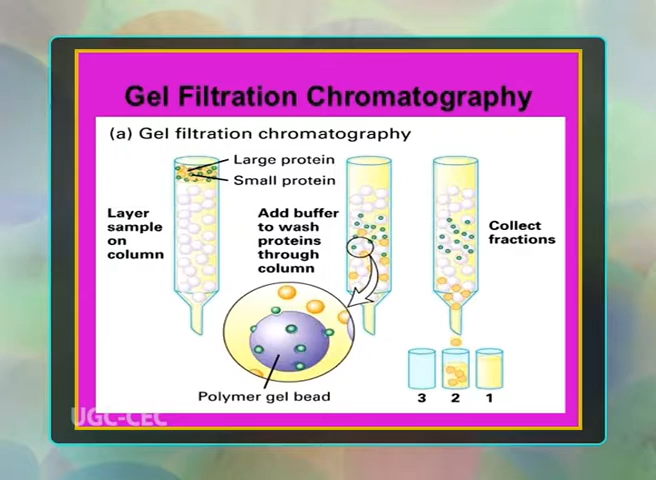 Gel Filtration Chromatography
(a) Gel filtration chromatography
Large protein
Small protein
Layer
sample
on
column
Add buffer
to wash
proteins
through
column
Collect
fractions
Polymer gel bead
3 2 1
UGC-CEC